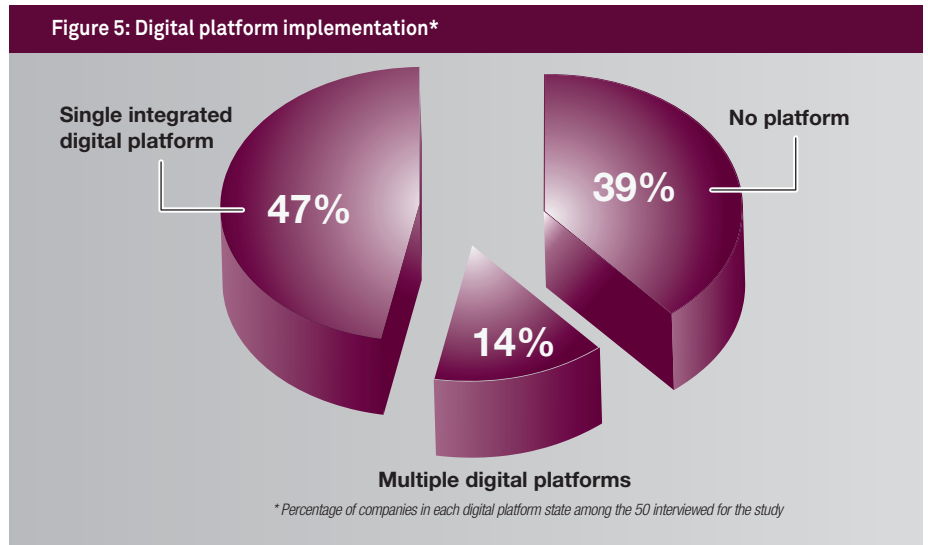 Figure 5: Digital platform implementation*
Single integrated
digital platform
No platform
47%
39%
14%
Multiple digital platforms
* Percentage of companies in each digital platform state among the 50 interviewed for the study